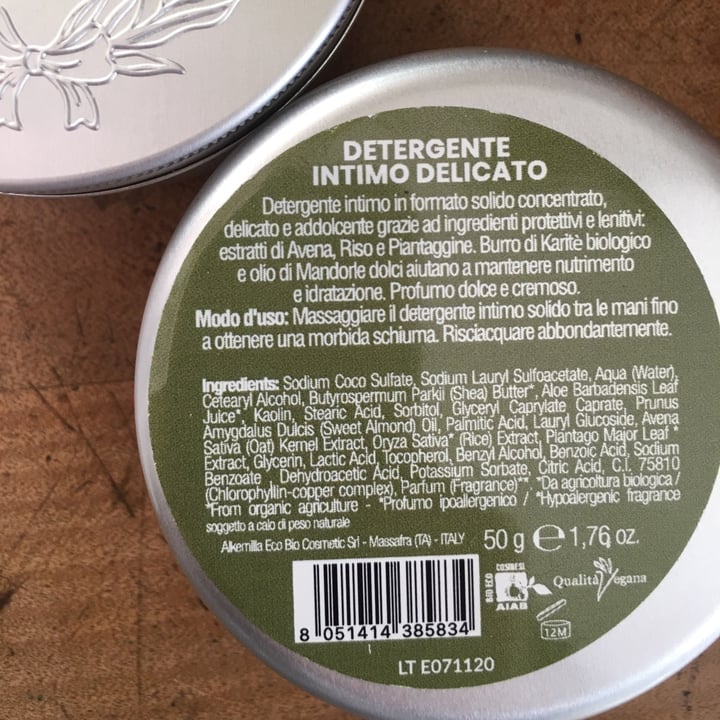 DETERGENTE
INTIMO DELICATO
Detergente intimo in formato solido concentrato,
delicato e addolcente grazie ad ingredienti protettivi e lenitivi:
estratti di Avena, Riso e Piantaggine. Burro di Karitè biologico
e olio di Mandorle dolci aiutano a mantenere nutrimento
e idratazione. Profumo dolce e cremoso.
Modo d'uso: Massaggiare il detergente intimo solido tra le mani fino
a ottenere una morbida schiuma. Risciacquare abbondantemente.
Ingredients: Sodium Coco Sulfate, Sodium Lauryl Sulfoacetate, Aqua (Water),
Cetearyl Alcohol, Butyrospermum Parkii (Shea) Butter*, Aloe Barbadensis Leaf
Juice*, Kaolin, Stearic Acid, Sorbitol, Glyceryl Caprylate Caprate, Prunus
Amygdalus Dulcis (Sweet Almond) Oil, Palmitic Acid, Lauryl Glucoside, Avena
Sativa (Oat) Kernel Extract, Oryza Sativa* (Rice) Extract, Plantago Major Leaf *
Extract, Glycerin, Lactic Acid, Tocopherol, Benzyl Alcohol, Benzoic Acid, Sodium
Benzoate , Dehydroacetic Acid, Potassium Sorbate, Citric Acid, C.I. 75810
(Chlorophyllin-copper complex), Parfum (Fragrance)** *Da agricoltura biologica /
*From organic agriculture - *Profumo ipoallergenico / *Hypoallergenic fragrance
soggetto a calo di peso naturale
Alkemilla Eco Bio Cosmetic Srl - Massafra (TA) - ITALY 50 g ℮ 1,76 oz.
BIO ECO COSMESI AIAB
Qualità Vegana
8 051414 385834
12M
LT E071120